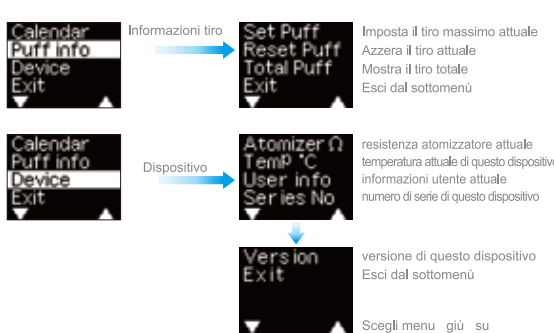 Calendar
Puff info
Device
Exit
Informazioni tiro
Set Puff
Reset Puff
Total Puff
Exit
Imposta il tiro massimo attuale
Azzera il tiro attuale
Mostra il tiro totale
Esci dal sottomenù
Calendar
Puff info
Device
Exit
Dispositivo
Atomizer Ω
Temp °C
User info
Series No
resistenza atomizzatore attuale
temperatura attuale di questo dispositivo
informazioni utente attuale
numero di serie di questo dispositivo
Version
Exit
versione di questo dispositivo
Esci dal sottomenù
Scegli menu giù su